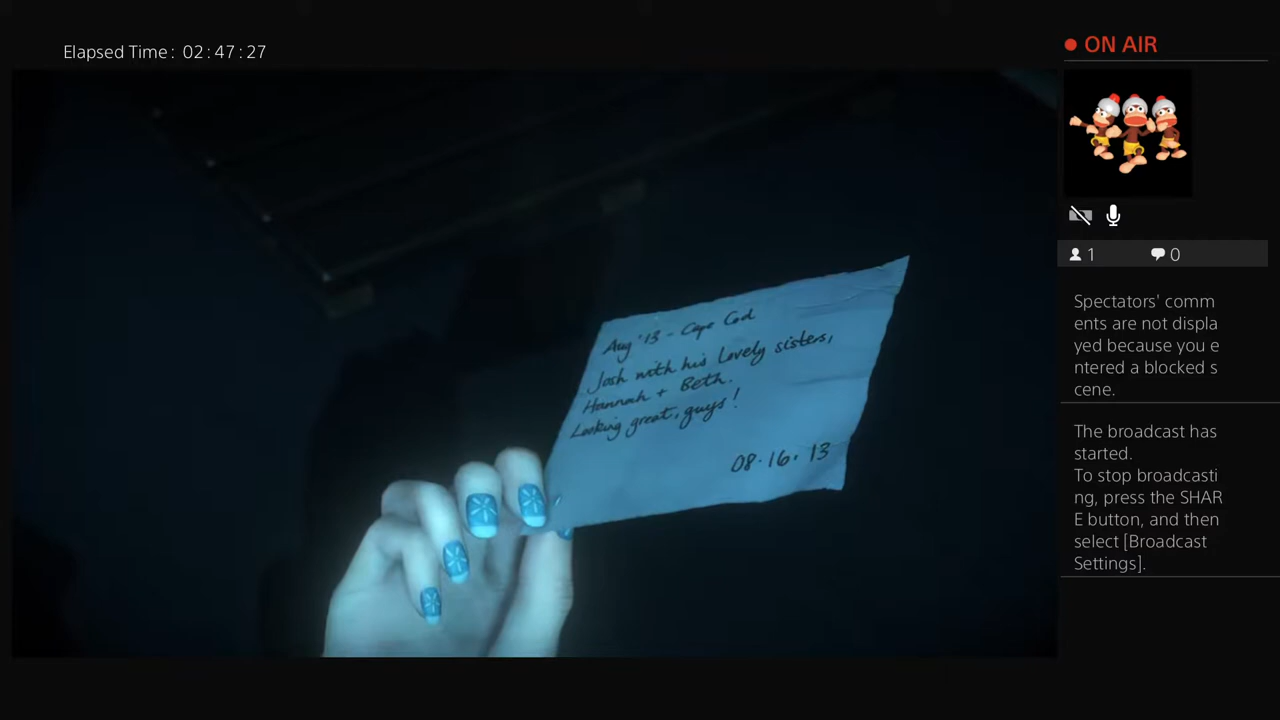 Elapsed Time: 02:47:27
ON AIR
1
0
Spectators' comm
ents are not displa
yed because you e
ntered a blocked s
cene.
The broadcast has
started.
To stop broadcasti
ng, press the SHAR
E button, and then
select [Broadcast
Settings].
Aug '13 - Cape Cod
Josh with his lovely sisters,
Hannah + Beth.
Looking great, guys!
08.16.13